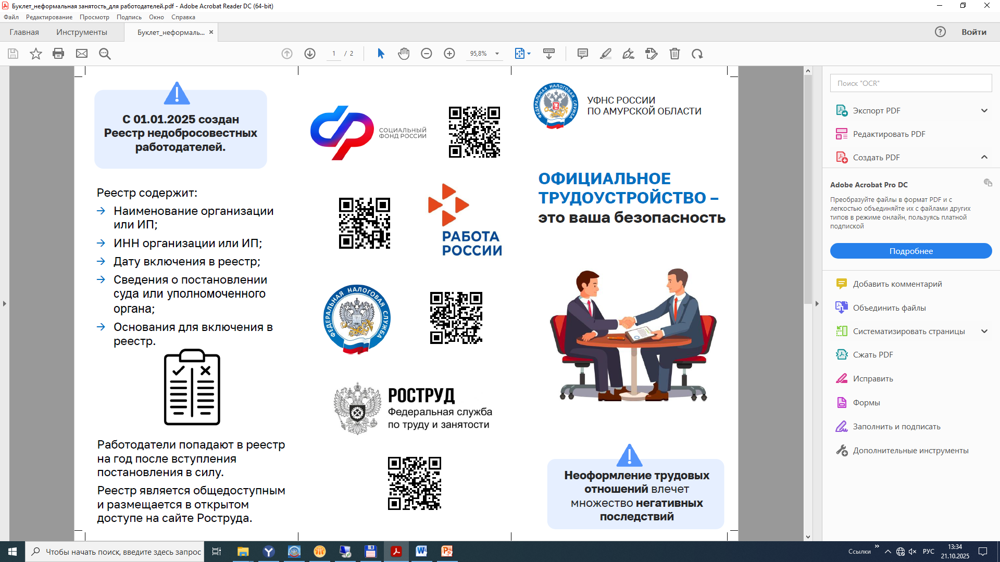 Буклет_неформальная занятость_для работодателей.pdf - Adobe Acrobat Reader DC (64-bit)
Файл Редактирование Просмотр Подпись Окно Справка
Главная Инструменты Буклет_неформаль... × ? Войти
1 / 2 95,8%
С 01.01.2025 создан
Реестр недобросовестных
работодателей.
Реестр содержит:
→ Наименование организации
или ИП;
→ ИНН организации или ИП;
→ Дату включения в реестр;
→ Сведения о постановлении
суда или уполномоченного
органа;
→ Основания для включения в
реестр.
Работодатели попадают в реестр
на год после вступления
постановления в силу.
Реестр является общедоступным
и размещается в открытом
доступе на сайте Роструда.
СОЦИАЛЬНЫЙ
ФОНД РОССИИ
РАБОТА
РОССИИ
ФЕДЕРАЛЬНАЯ НАЛОГОВАЯ СЛУЖБА
РОСТРУД
Федеральная служба
по труду и занятости
ФЕДЕРАЛЬНАЯ НАЛОГОВАЯ СЛУЖБА
УФНС РОССИИ
ПО АМУРСКОЙ ОБЛАСТИ
ОФИЦИАЛЬНОЕ
ТРУДОУСТРОЙСТВО –
это ваша безопасность
Неоформление трудовых
отношений влечет
множество негативных
последствий
Поиск "OCR"
Экспорт PDF
Редактировать PDF
Создать PDF
Adobe Acrobat Pro DC
Преобразуйте файлы в формат PDF и с
легкостью объединяйте их с файлами других
типов в режиме онлайн, пользуясь платной
подпиской
Подробнее
Добавить комментарий
Объединить файлы
Систематизировать страницы
Сжать PDF
Исправить
Формы
Заполнить и подписать
Дополнительные инструменты
Чтобы начать поиск, введите здесь запрос
Ссылки » РУС 13:34
21.10.2025